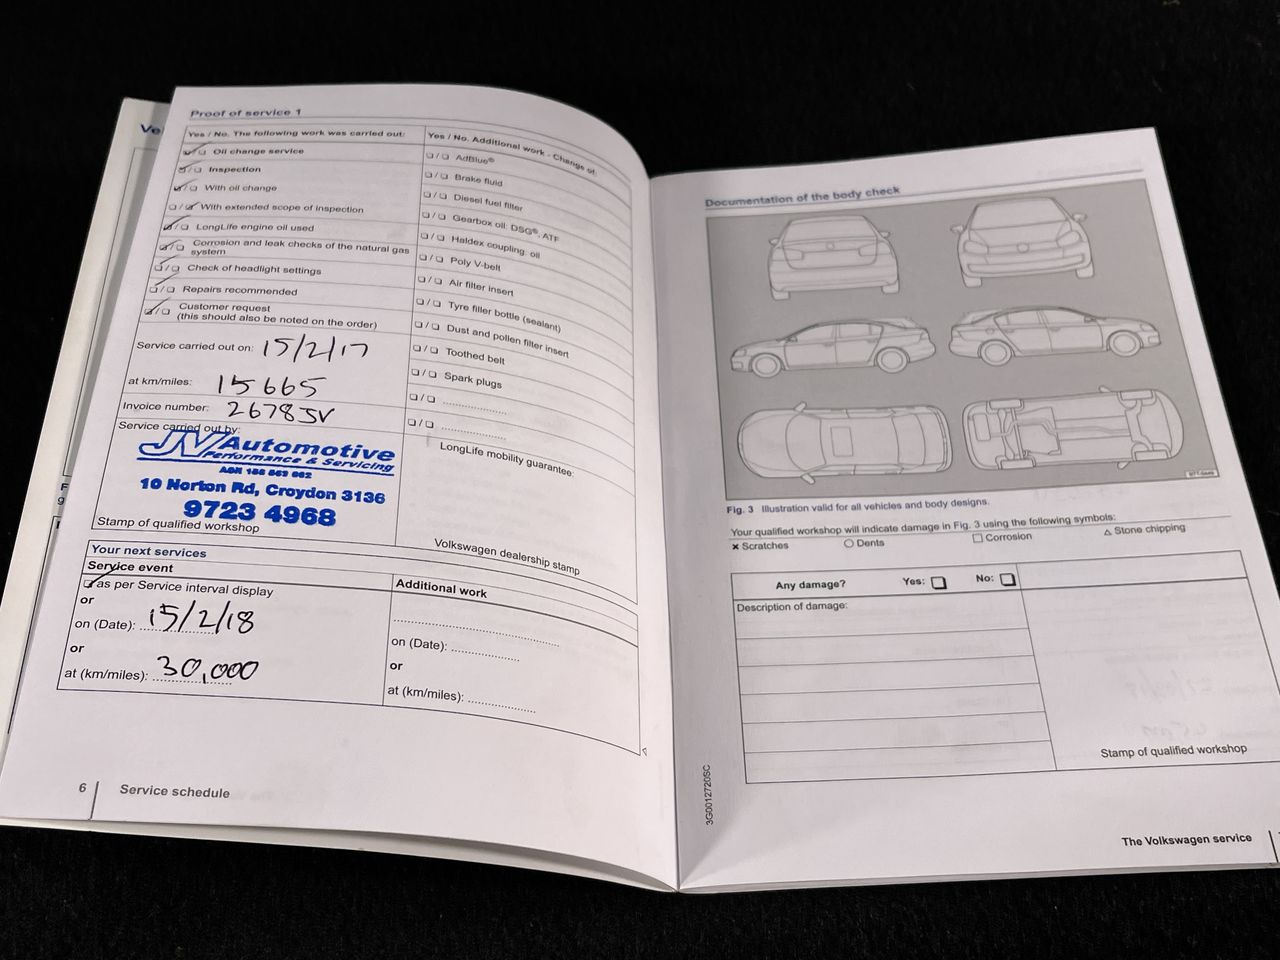 Ve
Proof of service 1
Yes / No. The following work was carried out:
Oil change service
Inspection
With oil change
With extended scope of inspection
LongLife engine oil used
Corrosion and leak checks of the natural gas
system
Check of headlight settings
Repairs recommended
Customer request
(this should also be noted on the order)
Service carried out on: 15/2/17
at km/miles: 15665
Invoice number: 26783JV
Service carried out by:
JV Automotive
Performance & Servicing
10 Norton Rd, Croydon 3136
9723 4968
Stamp of qualified workshop
Yes / No. Additional work - Change of:
AdBlue®
Brake fluid
Diesel fuel filter
Gearbox oil: DSG®, ATF
Haldex coupling: oil
Poly V-belt
Air filter insert
Tyre filler bottle (sealant)
Dust and pollen filter insert
Toothed belt
Spark plugs
LongLife mobility guarantee:
Volkswagen dealership stamp
Your next services
Service event
as per Service interval display
or
on (Date): 15/2/18
or
at (km/miles): 30,000
Additional work
on (Date):
or
at (km/miles):
6 Service schedule
Documentation of the body check
Fig. 3 Illustration valid for all vehicles and body designs.
Your qualified workshop will indicate damage in Fig. 3 using the following symbols:
× Scratches ○ Dents □ Corrosion △ Stone chipping
Any damage? Yes: No:
Description of damage:
Stamp of qualified workshop
3G0012720SC
The Volkswagen service